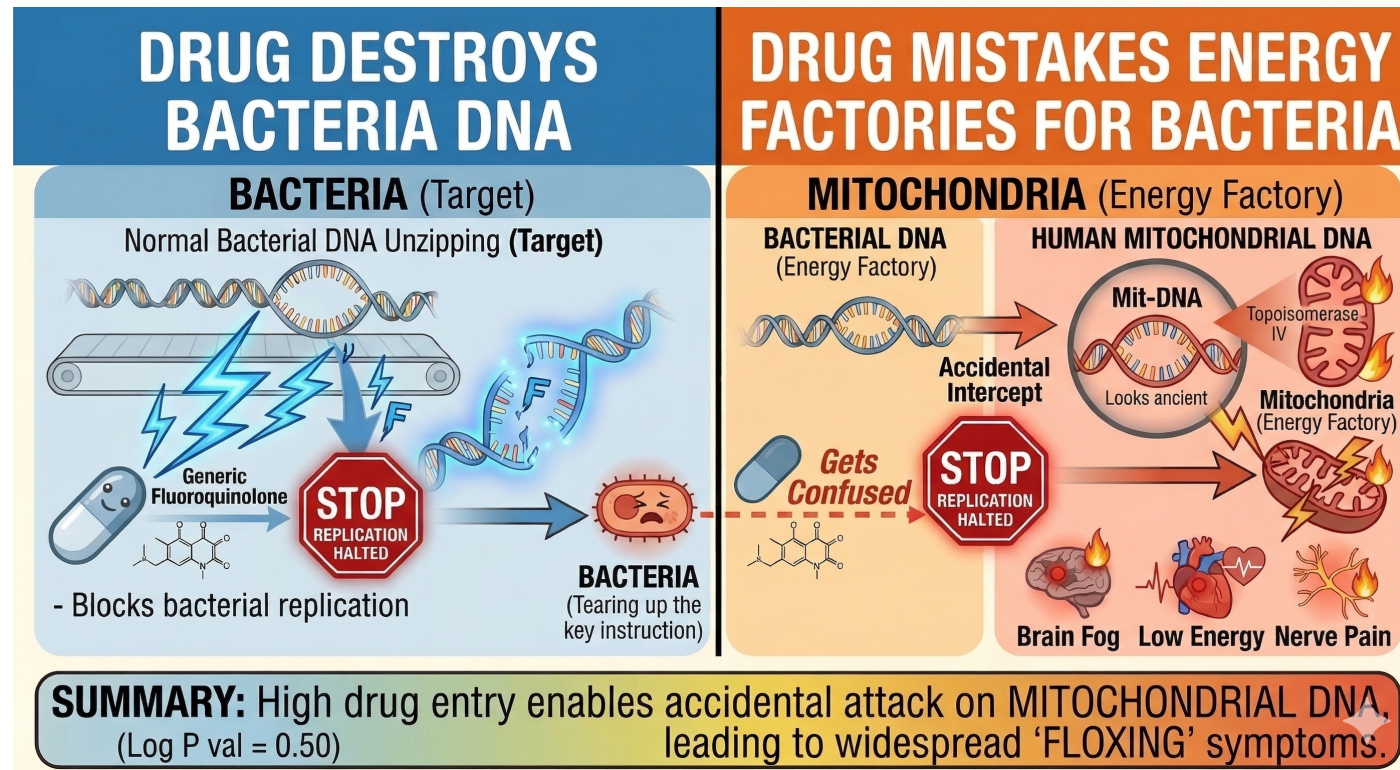 DRUG DESTROYS
BACTERIA DNA
BACTERIA (Target)
Normal Bacterial DNA Unzipping (Target)
F
F
Generic
Fluoroquinolone
STOP
REPLICATION
HALTED
- Blocks bacterial replication
BACTERIA
(Tearing up the
key instruction)
DRUG MISTAKES ENERGY
FACTORIES FOR BACTERIA
MITOCHONDRIA (Energy Factory)
BACTERIAL DNA
(Energy Factory)
HUMAN MITOCHONDRIAL DNA
Mit-DNA
Looks ancient
Topoisomerase
IV
Accidental
Intercept
Mitochondria
(Energy Factory)
Gets
Confused
STOP
REPLICATION
HALTED
Brain Fog
Low Energy
Nerve Pain
SUMMARY: High drug entry enables accidental attack on MITOCHONDRIAL DNA,
(Log P val = 0.50)
leading to widespread ‘FLOXING’ symptoms.